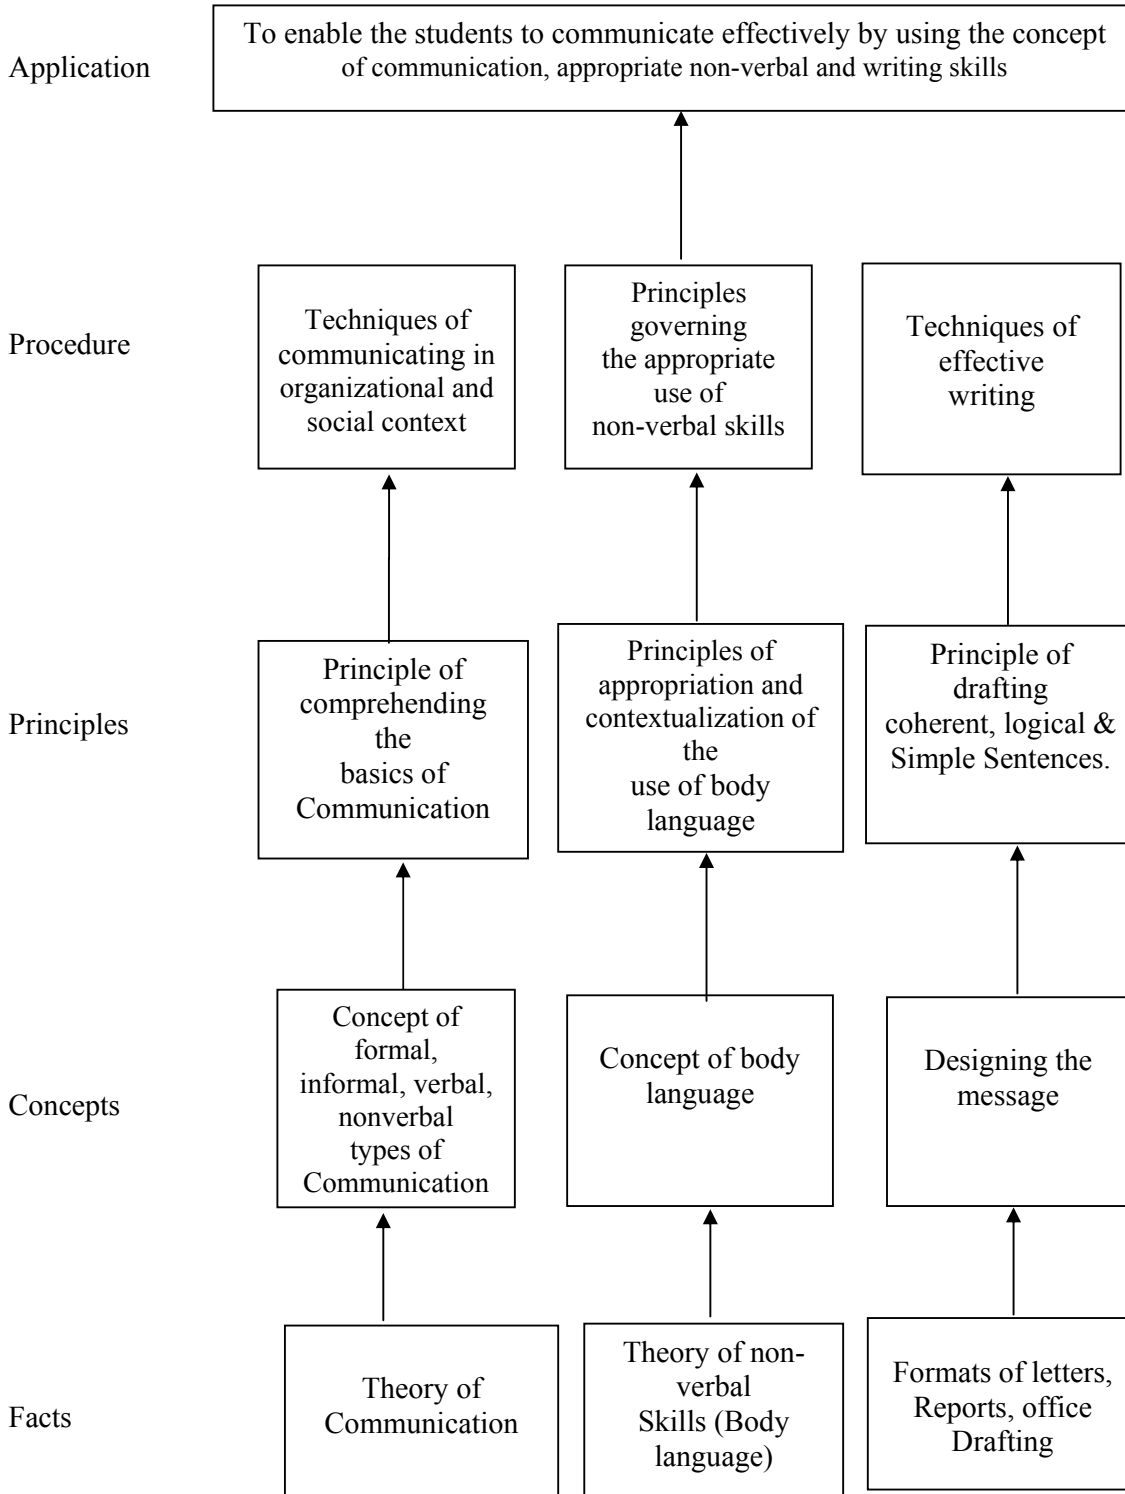 Application
To enable the students to communicate effectively by using the concept
of communication, appropriate non-verbal and writing skills
Procedure
Techniques of
communicating in
organizational and
social context
Principles
governing
the appropriate
use of
non-verbal skills
Techniques of
effective
writing
Principles
Principle of
comprehending
the
basics of
Communication
Principles of
appropriation and
contextualization of
the
use of body
language
Principle of
drafting
coherent, logical &
Simple Sentences.
Concepts
Concept of
formal,
informal, verbal,
nonverbal
types of
Communication
Concept of body
language
Designing the
message
Facts
Theory of
Communication
Theory of non-
verbal
Skills (Body
language)
Formats of letters,
Reports, office
Drafting